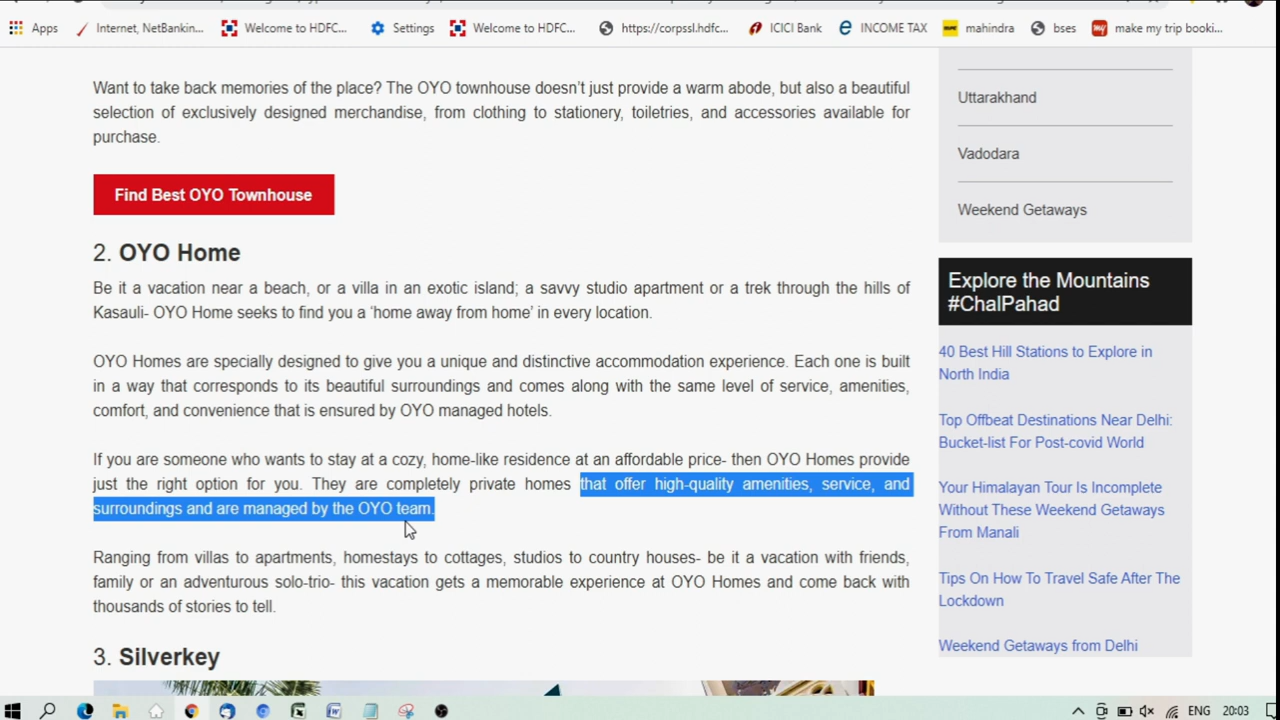 Apps
Internet, NetBankin...
Welcome to HDFC...
Settings
Welcome to HDFC...
https://corpssl.hdfc...
ICICI Bank
INCOME TAX
mahindra
bses
make my trip booki...
Want to take back memories of the place? The OYO townhouse doesn’t just provide a warm abode, but also a beautiful
selection of exclusively designed merchandise, from clothing to stationery, toiletries, and accessories available for
purchase.
Find Best OYO Townhouse
2. OYO Home
Be it a vacation near a beach, or a villa in an exotic island; a savvy studio apartment or a trek through the hills of
Kasauli- OYO Home seeks to find you a ‘home away from home’ in every location.
OYO Homes are specially designed to give you a unique and distinctive accommodation experience. Each one is built
in a way that corresponds to its beautiful surroundings and comes along with the same level of service, amenities,
comfort, and convenience that is ensured by OYO managed hotels.
If you are someone who wants to stay at a cozy, home-like residence at an affordable price- then OYO Homes provide
just the right option for you. They are completely private homes that offer high-quality amenities, service, and
surroundings and are managed by the OYO team.
Ranging from villas to apartments, homestays to cottages, studios to country houses- be it a vacation with friends,
family or an adventurous solo-trio- this vacation gets a memorable experience at OYO Homes and come back with
thousands of stories to tell.
3. Silverkey
Uttarakhand
Vadodara
Weekend Getaways
Explore the Mountains
#ChalPahad
40 Best Hill Stations to Explore in
North India
Top Offbeat Destinations Near Delhi:
Bucket-list For Post-covid World
Your Himalayan Tour Is Incomplete
Without These Weekend Getaways
From Manali
Tips On How To Travel Safe After The
Lockdown
Weekend Getaways from Delhi
ENG
20:03